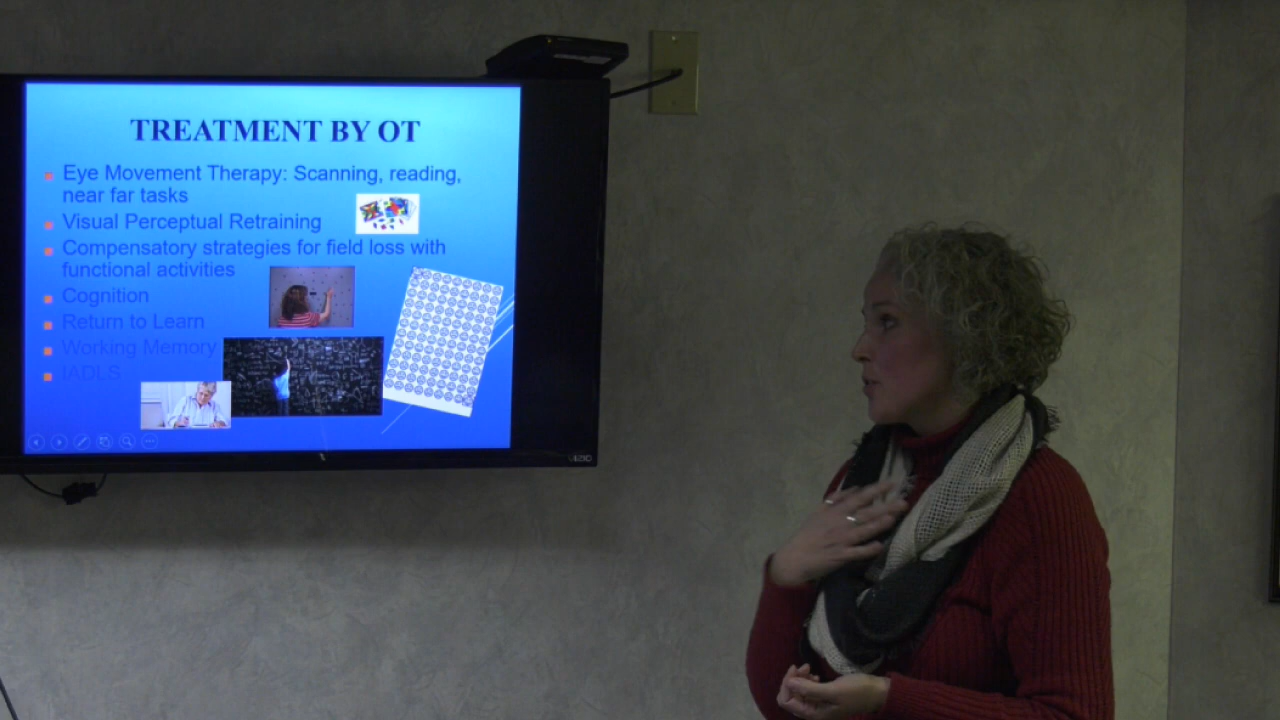 TREATMENT BY OT
Eye Movement Therapy: Scanning, reading,
near far tasks
Visual Perceptual Retraining
Compensatory strategies for field loss with
functional activities
Cognition
Return to Learn
Working Memory
IADLS
VIZIO